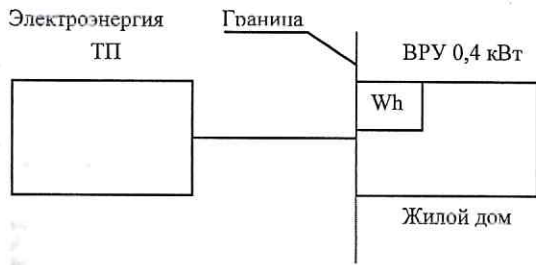 Электроэнергия
Граница
ТП
ВРУ 0,4 кВт
Wh
Жилой дом